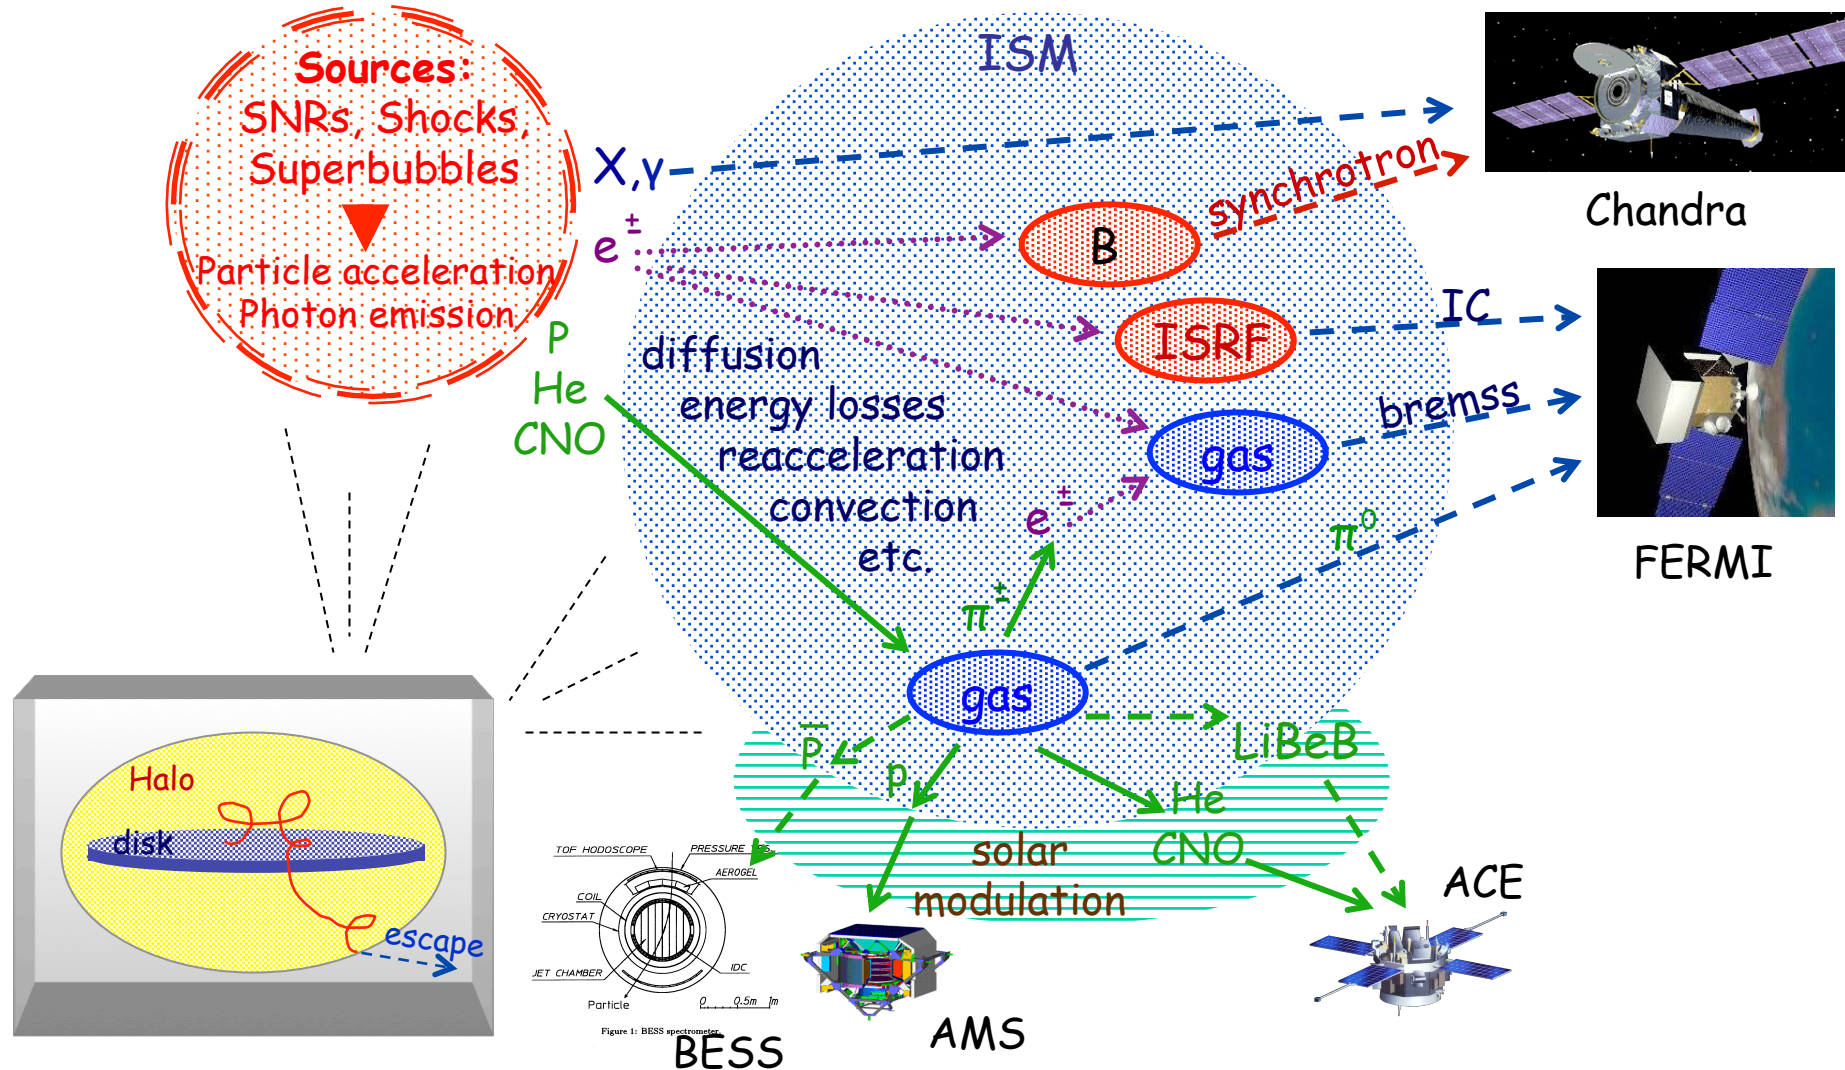 Sources:
SNRs, Shocks,
Superbubbles
Particle acceleration
Photon emission
ISM
X,γ
e±
P
He
CNO
diffusion
energy losses
reacceleration
convection
etc.
B
ISRF
gas
synchrotron
IC
bremss
π⁰
e±
π±
gas
Chandra
FERMI
Halo
disk
escape
p̅
p
LiBeB
He
CNO
solar
modulation
TOF HODOSCOPE
PRESSURE
AEROGEL
COIL
CRYOSTAT
JET CHAMBER
IDC
Particle
0 0.5m 1m
Figure 1: BESS spectrometer.
BESS
AMS
ACE